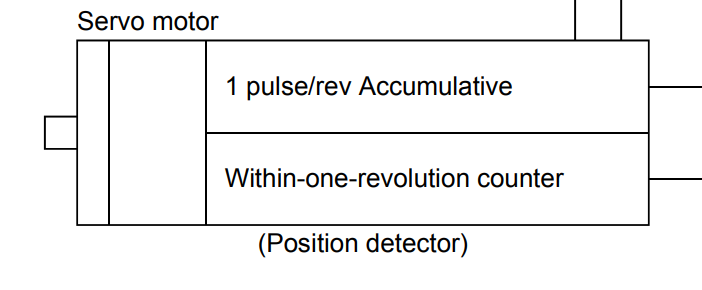 Servo motor
1 pulse/rev Accumulative
Within-one-revolution counter
(Position detector)